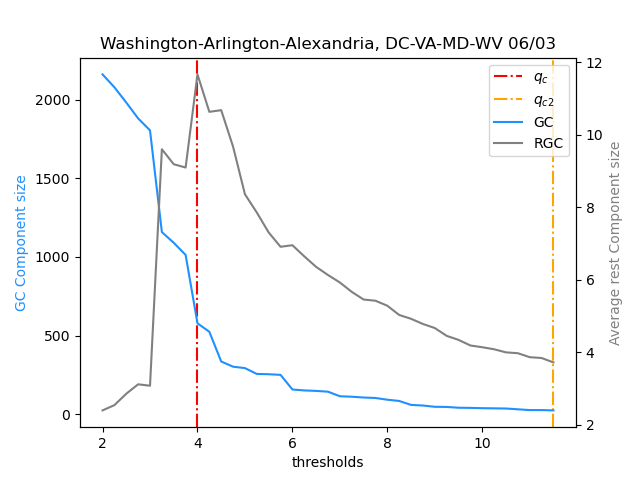 Washington-Arlington-Alexandria, DC-VA-MD-WV 06/03
GC Component size
2000
1500
1000
500
0
2
4
6
8
10
thresholds
12
10
8
6
4
2
Average rest Component size
q_c
q_c2
GC
RGC